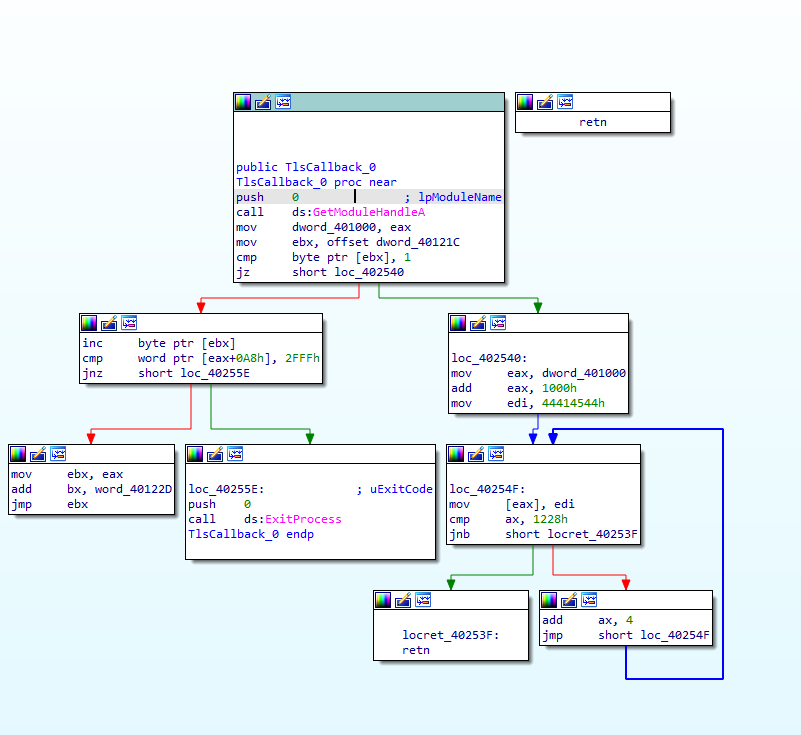 public TlsCallback_0
TlsCallback_0 proc near
push 0 ; lpModuleName
call ds:GetModuleHandleA
mov dword_401000, eax
mov ebx, offset dword_40121C
cmp byte ptr [ebx], 1
jz short loc_402540
retn
inc byte ptr [ebx]
cmp word ptr [eax+0A8h], 2FFFh
jnz short loc_40255E
loc_402540:
mov eax, dword_401000
add eax, 1000h
mov edi, 44414544h
mov ebx, eax
add bx, word_40122D
jmp ebx
loc_40255E: ; uExitCode
push 0
call ds:ExitProcess
TlsCallback_0 endp
loc_40254F:
mov [eax], edi
cmp ax, 1228h
jnb short locret_40253F
locret_40253F:
retn
add ax, 4
jmp short loc_40254F